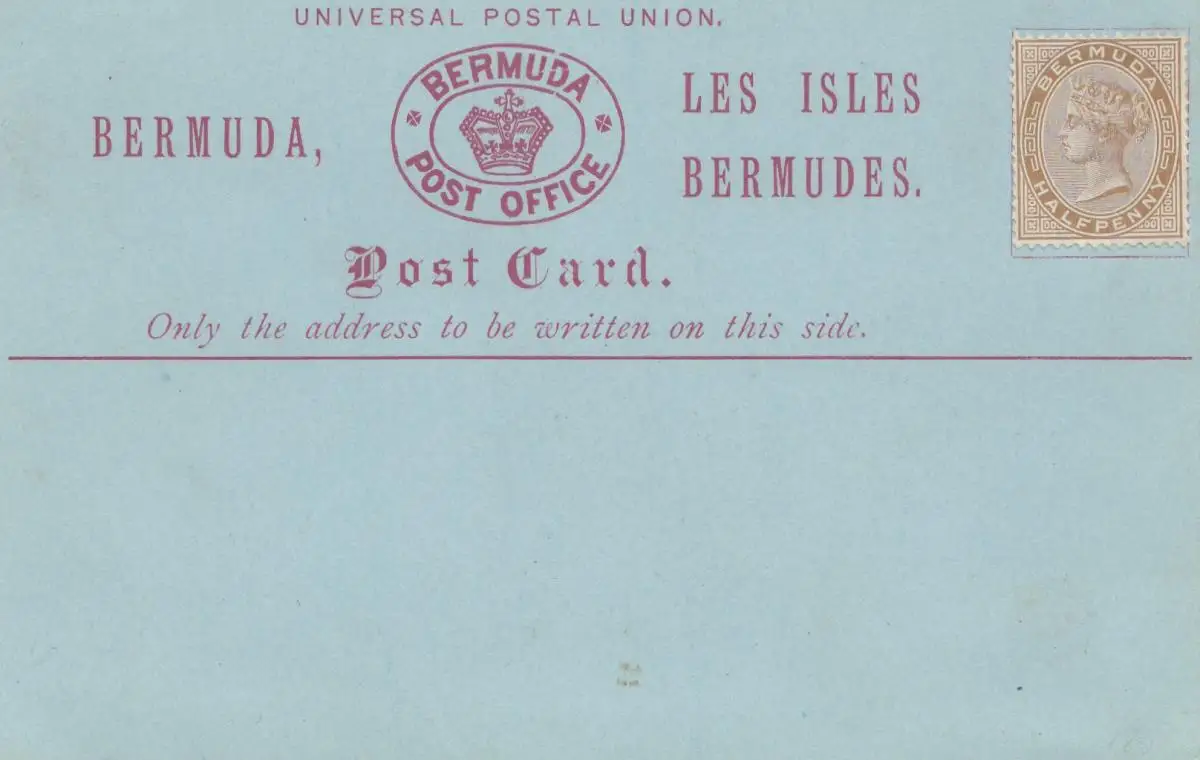 UNIVERSAL POSTAL UNION.
BERMUDA,
BERMUDA
POST OFFICE
LES ISLES
BERMUDES.
BERMUDA
HALFPENNY
Post Card.
Only the address to be written on this side.